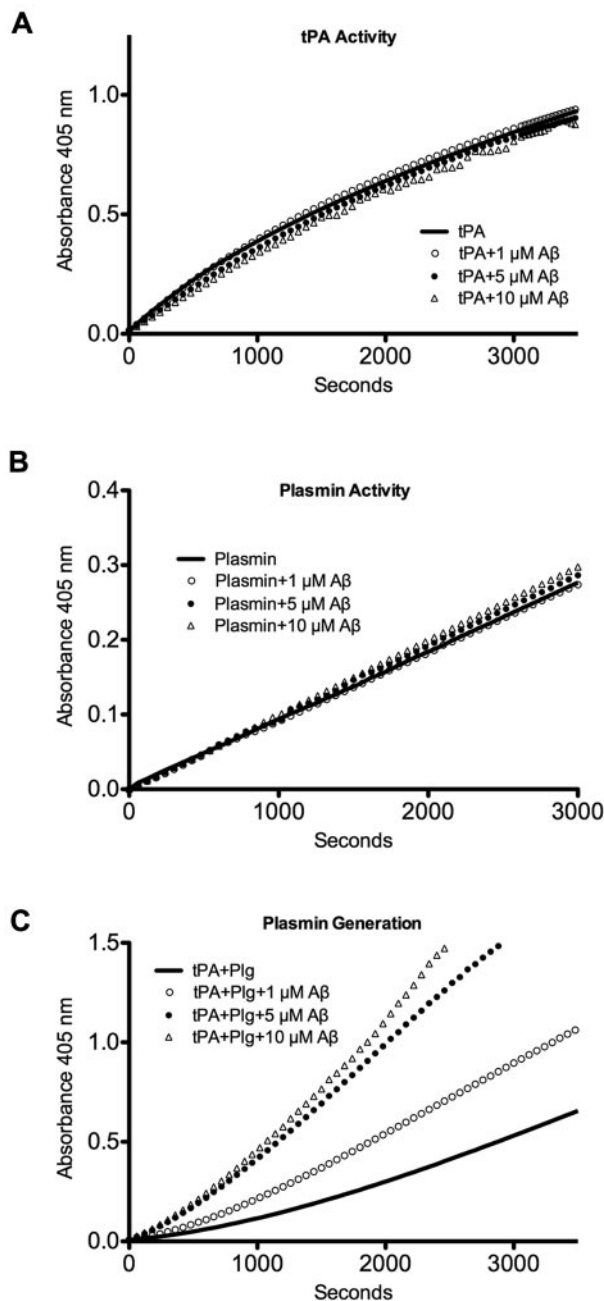 A
tPA Activity
Absorbance 405 nm
1.0
0.5
0.0
tPA
tPA+1 µM Aβ
tPA+5 µM Aβ
tPA+10 µM Aβ
0 1000 2000 3000
Seconds
B
Plasmin Activity
Absorbance 405 nm
0.4
0.3
0.2
0.1
0.0
Plasmin
Plasmin+1 µM Aβ
Plasmin+5 µM Aβ
Plasmin+10 µM Aβ
0 1000 2000 3000
Seconds
C
Plasmin Generation
Absorbance 405 nm
1.5
1.0
0.5
0.0
tPA+Plg
tPA+Plg+1 µM Aβ
tPA+Plg+5 µM Aβ
tPA+Plg+10 µM Aβ
0 1000 2000 3000
Seconds